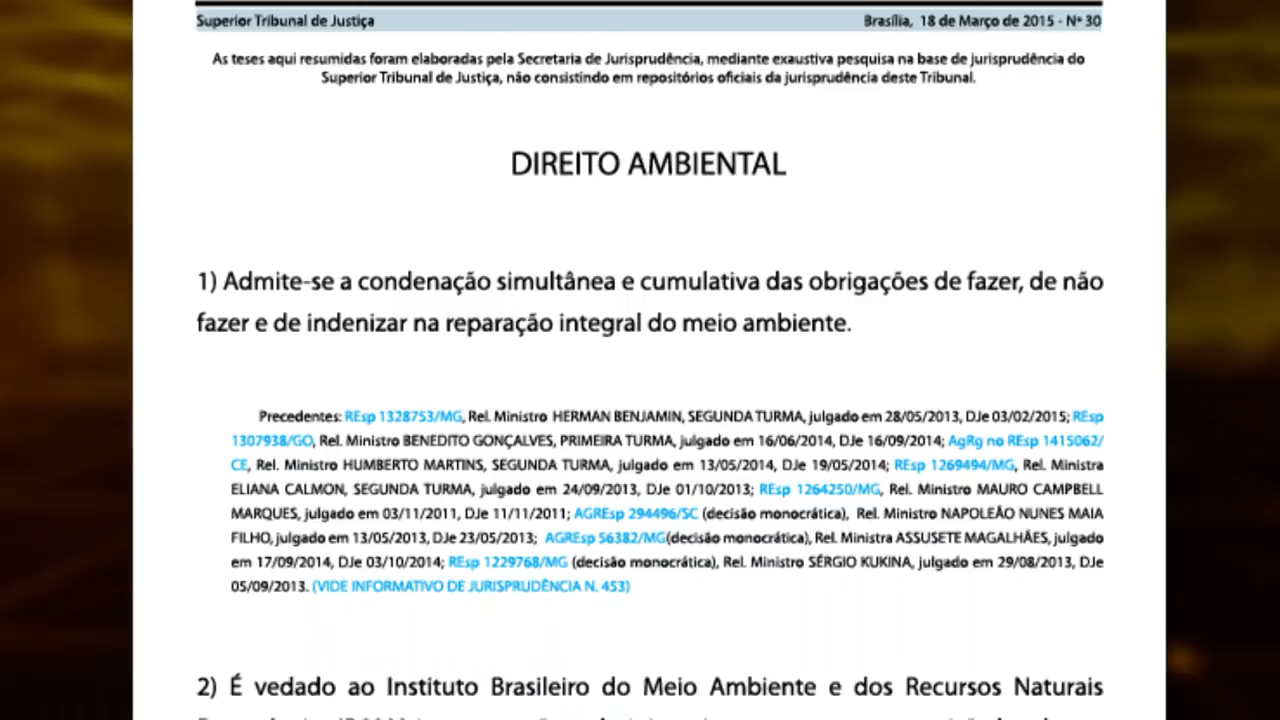 Superior Tribunal de Justiça Brasília, 18 de Março de 2015 - Nº 30
As teses aqui resumidas foram elaboradas pela Secretaria de Jurisprudência, mediante exaustiva pesquisa na base de jurisprudência do
Superior Tribunal de Justiça, não consistindo em repositórios oficiais da jurisprudência deste Tribunal.
DIREITO AMBIENTAL
1) Admite-se a condenação simultânea e cumulativa das obrigações de fazer, de não
fazer e de indenizar na reparação integral do meio ambiente.
Precedentes: REsp 1328753/MG, Rel. Ministro HERMAN BENJAMIN, SEGUNDA TURMA, julgado em 28/05/2013, DJe 03/02/2015; REsp
1307938/GO, Rel. Ministro BENEDITO GONÇALVES, PRIMEIRA TURMA, julgado em 16/06/2014, DJe 16/09/2014; AgRg no REsp 1415062/
CE, Rel. Ministro HUMBERTO MARTINS, SEGUNDA TURMA, julgado em 13/05/2014, DJe 19/05/2014; REsp 1269494/MG, Rel. Ministra
ELIANA CALMON, SEGUNDA TURMA, julgado em 24/09/2013, DJe 01/10/2013; REsp 1264250/MG, Rel. Ministro MAURO CAMPBELL
MARQUES, julgado em 03/11/2011, DJe 11/11/2011; AGREsp 294496/SC (decisão monocrática), Rel. Ministro NAPOLEÃO NUNES MAIA
FILHO, julgado em 13/05/2013, DJe 23/05/2013; AGREsp 56382/MG(decisão monocrática), Rel. Ministra ASSUSETE MAGALHÃES, julgado
em 17/09/2014, DJe 03/10/2014; REsp 1229768/MG (decisão monocrática), Rel. Ministro SÉRGIO KUKINA, julgado em 29/08/2013, DJe
05/09/2013. (VIDE INFORMATIVO DE JURISPRUDÊNCIA N. 453)
2) É vedado ao Instituto Brasileiro do Meio Ambiente e dos Recursos Naturais